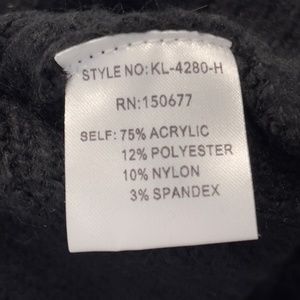 STYLE NO: KL-4280-H
RN: 150677
SELF: 75% ACRYLIC
12% POLYESTER
10% NYLON
3% SPANDEX